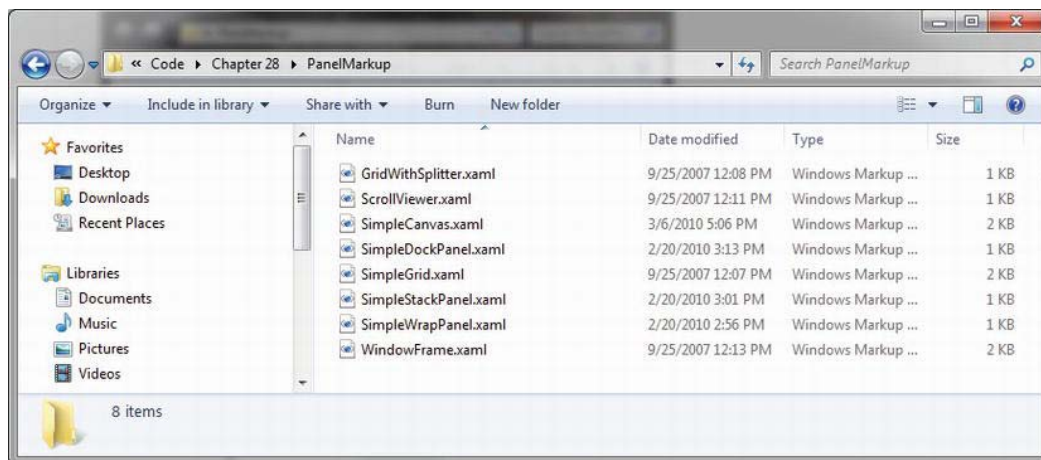 « Code ▸ Chapter 28 ▸ PanelMarkup
Search PanelMarkup
Organize ▾ Include in library ▾ Share with ▾ Burn New folder
Favorites
Desktop
Downloads
Recent Places
Libraries
Documents
Music
Pictures
Videos
Name Date modified Type Size
GridWithSplitter.xaml 9/25/2007 12:08 PM Windows Markup ... 1 KB
ScrollViewer.xaml 9/25/2007 12:11 PM Windows Markup ... 1 KB
SimpleCanvas.xaml 3/6/2010 5:06 PM Windows Markup ... 2 KB
SimpleDockPanel.xaml 2/20/2010 3:13 PM Windows Markup ... 1 KB
SimpleGrid.xaml 9/25/2007 12:07 PM Windows Markup ... 2 KB
SimpleStackPanel.xaml 2/20/2010 3:01 PM Windows Markup ... 1 KB
SimpleWrapPanel.xaml 2/20/2010 2:56 PM Windows Markup ... 1 KB
WindowFrame.xaml 9/25/2007 12:13 PM Windows Markup ... 2 KB
8 items